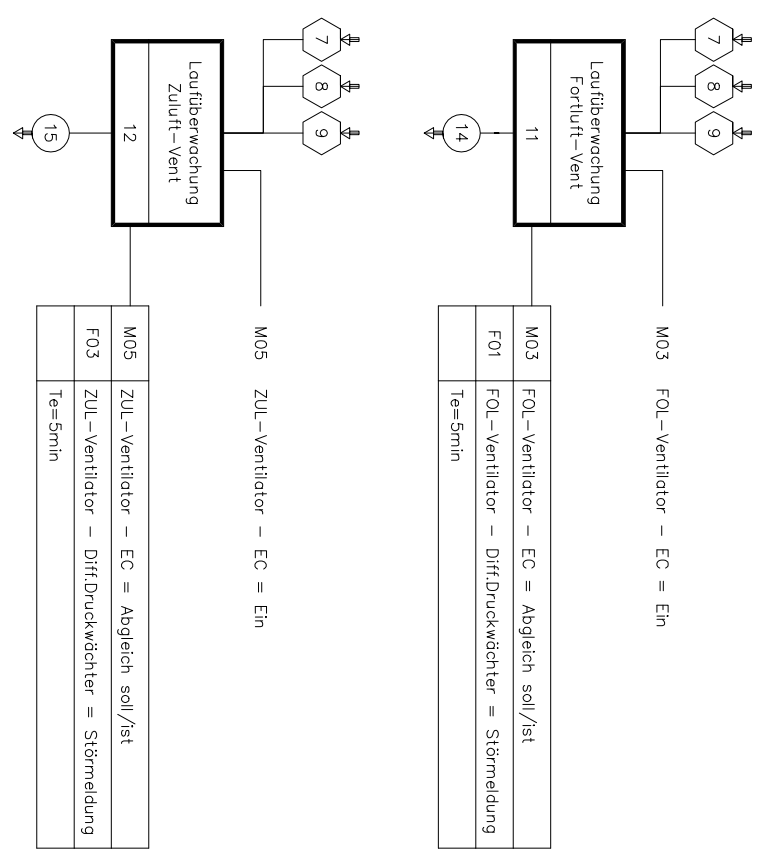 7
8
9
M03 FOL-Ventilator - EC = Ein
Laufüberwachung
Fortluft-Vent
11
M03 FOL-Ventilator - EC = Abgleich soll/ist
F01 FOL-Ventilator - Diff.Druckwächter = Störmeldung
Te=5min
14
7
8
9
M05 ZUL-Ventilator - EC = Ein
Laufüberwachung
Zuluft-Vent
12
M05 ZUL-Ventilator - EC = Abgleich soll/ist
F03 ZUL-Ventilator - Diff.Druckwächter = Störmeldung
Te=5min
15